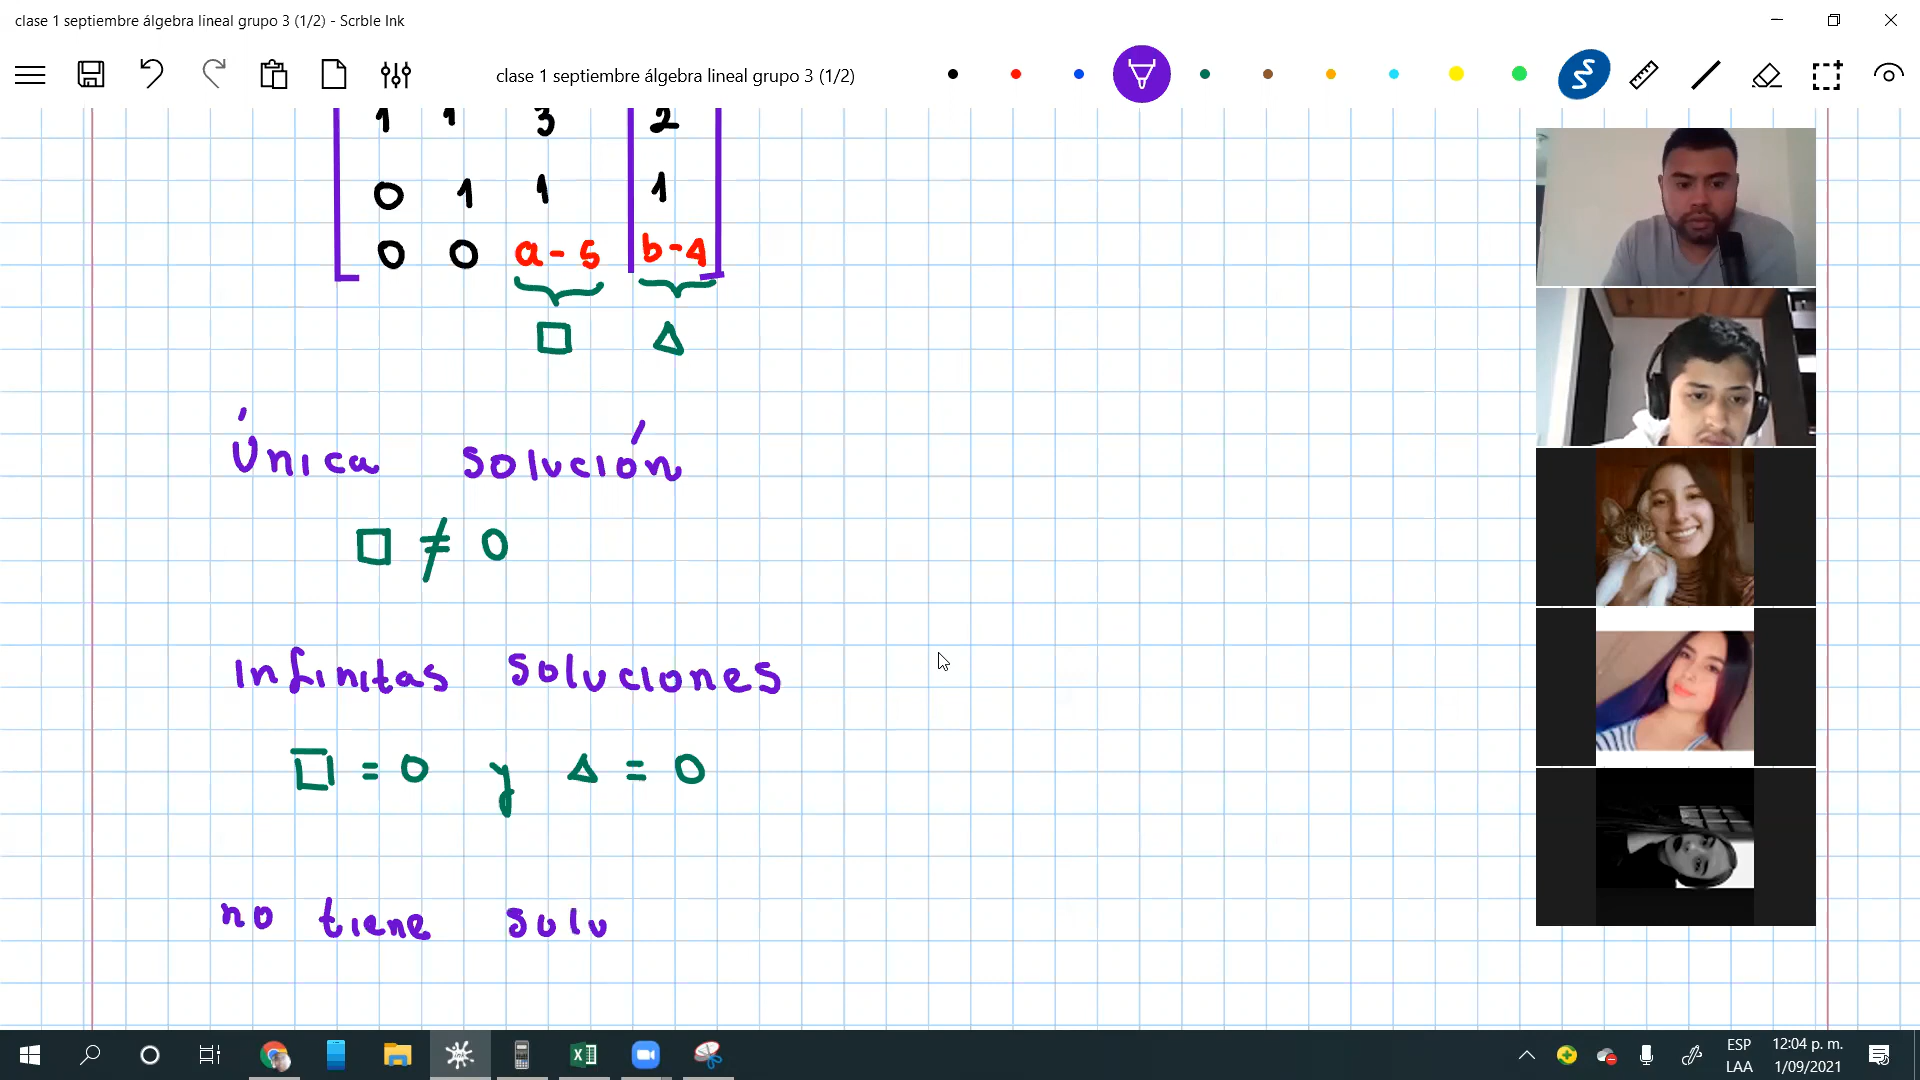 clase 1 septiembre álgebra lineal grupo 3 (1/2) - Scrble Ink
clase 1 septiembre álgebra lineal grupo 3 (1/2)
1 1 3 2
0 1 1 1
0 0 a-5 b-4
□ Δ
Única solución
□ ≠ 0
Infinitas soluciones
□ = 0 y Δ = 0
no tiene solu
ESP
LAA
12:04 p. m.
1/09/2021